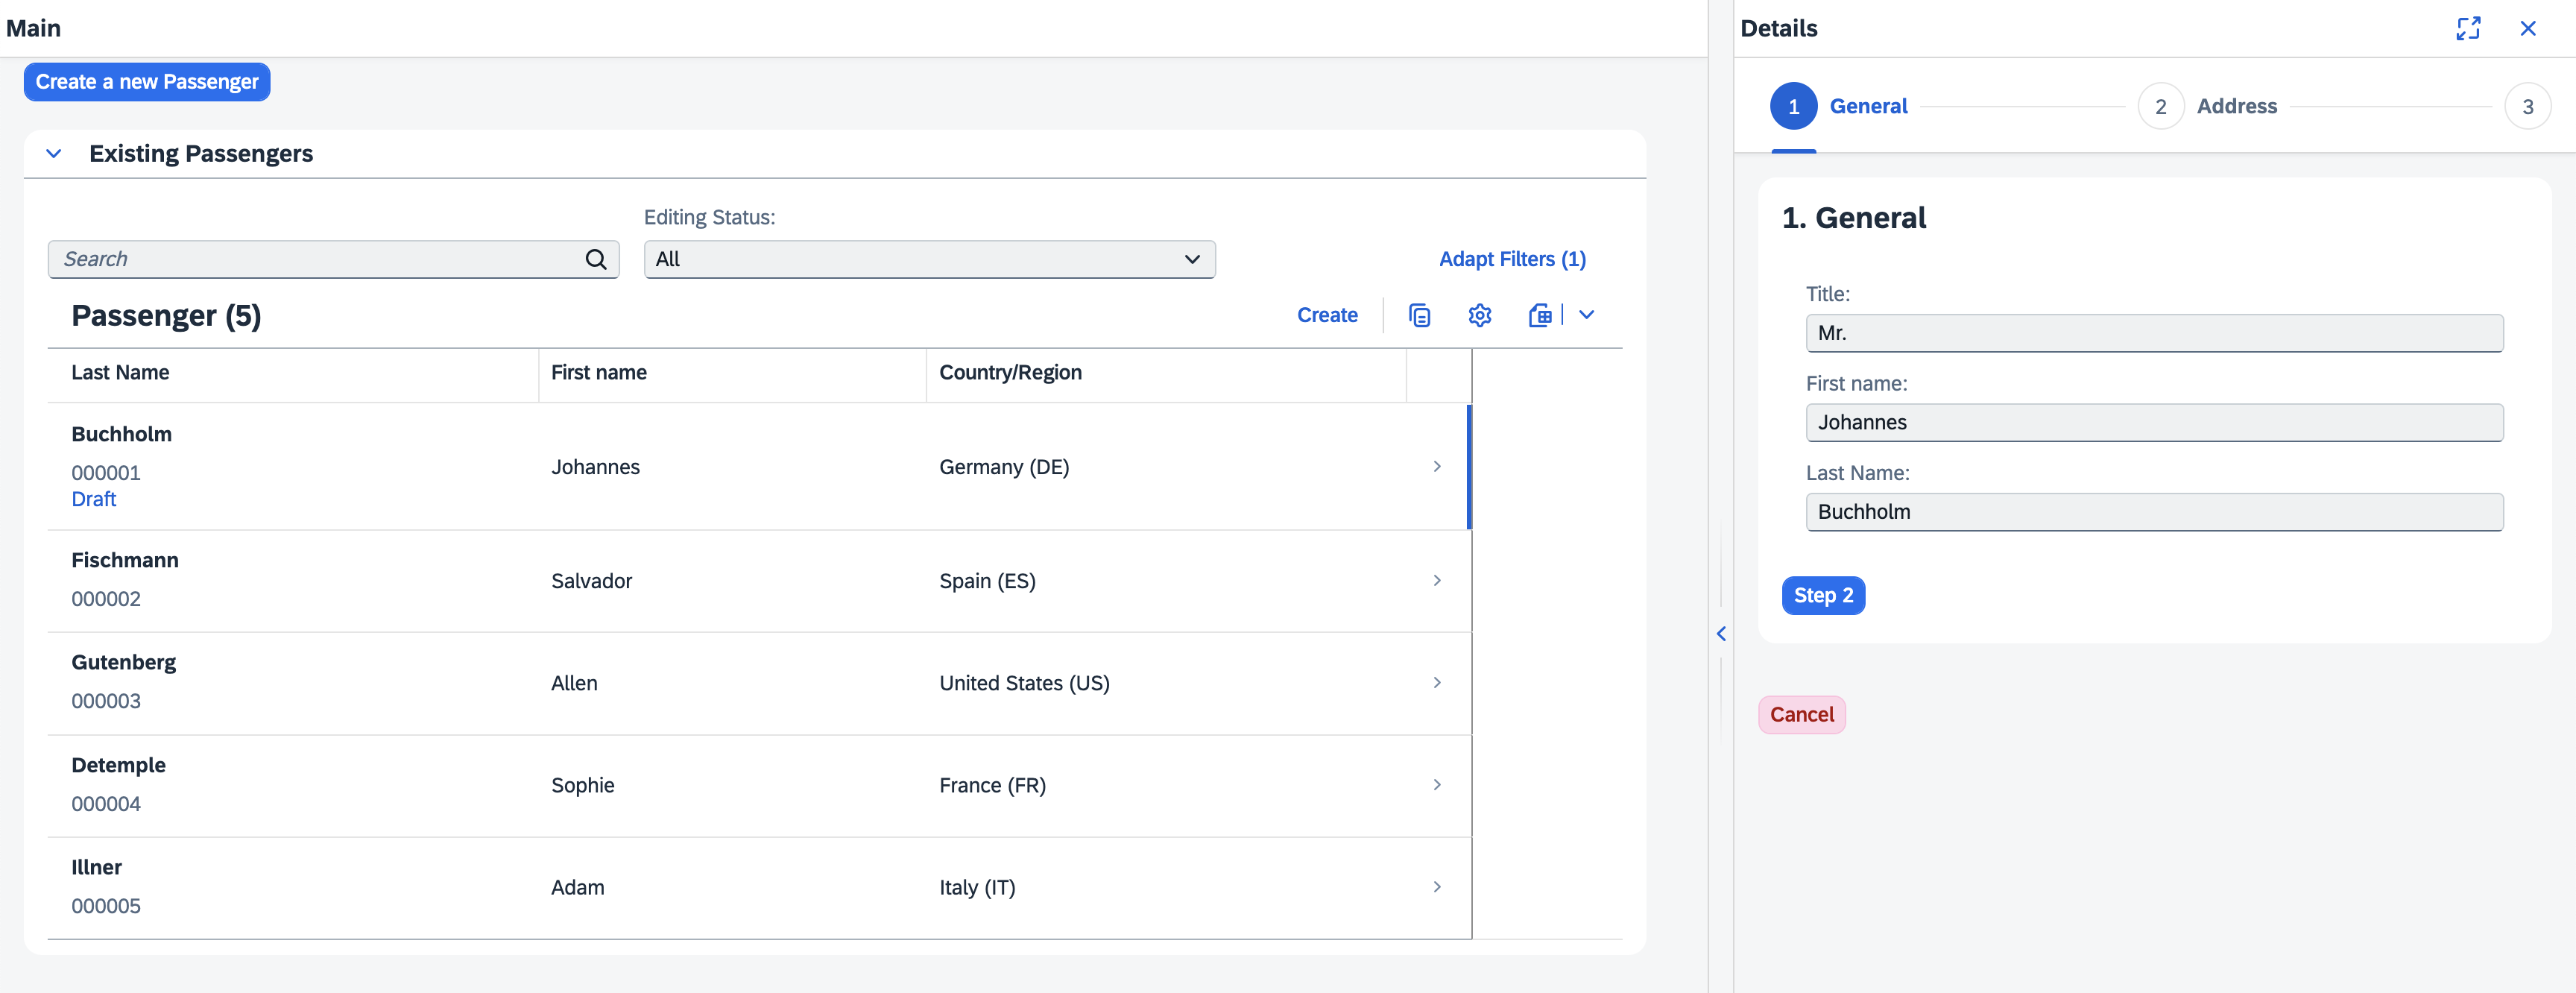 Main
Create a new Passenger
Existing Passengers
Editing Status:
Search
All
Adapt Filters (1)
Passenger (5)
Create
Last Name
First name
Country/Region
Buchholm
000001
Draft
Johannes
Germany (DE)
Fischmann
000002
Salvador
Spain (ES)
Gutenberg
000003
Allen
United States (US)
Detemple
000004
Sophie
France (FR)
Illner
000005
Adam
Italy (IT)
Details
1 General
2 Address
3
1. General
Title:
Mr.
First name:
Johannes
Last Name:
Buchholm
Step 2
Cancel